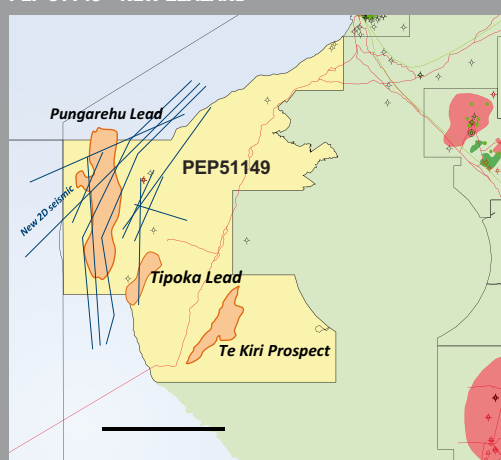 Pungarehu Lead
PEP51149
New 2D seismic
Tipoka Lead
Te Kiri Prospect